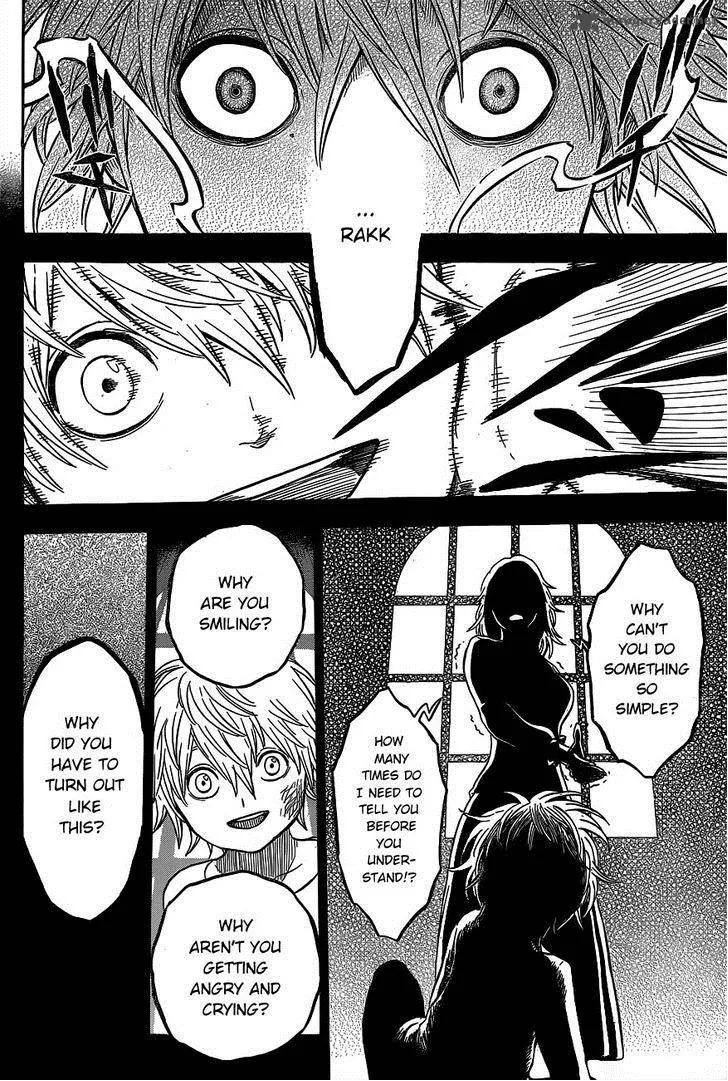 ...
RAKK
WHY
CAN'T
YOU DO
SOMETHING
SO
SIMPLE?
HOW
MANY
TIMES DO
I NEED TO
TELL YOU
BEFORE
YOU
UNDER-
STAND!?
WHY
ARE YOU
SMILING?
WHY
AREN'T YOU
GETTING
ANGRY AND
CRYING?
WHY
DID YOU
HAVE TO
TURN OUT
LIKE
THIS?